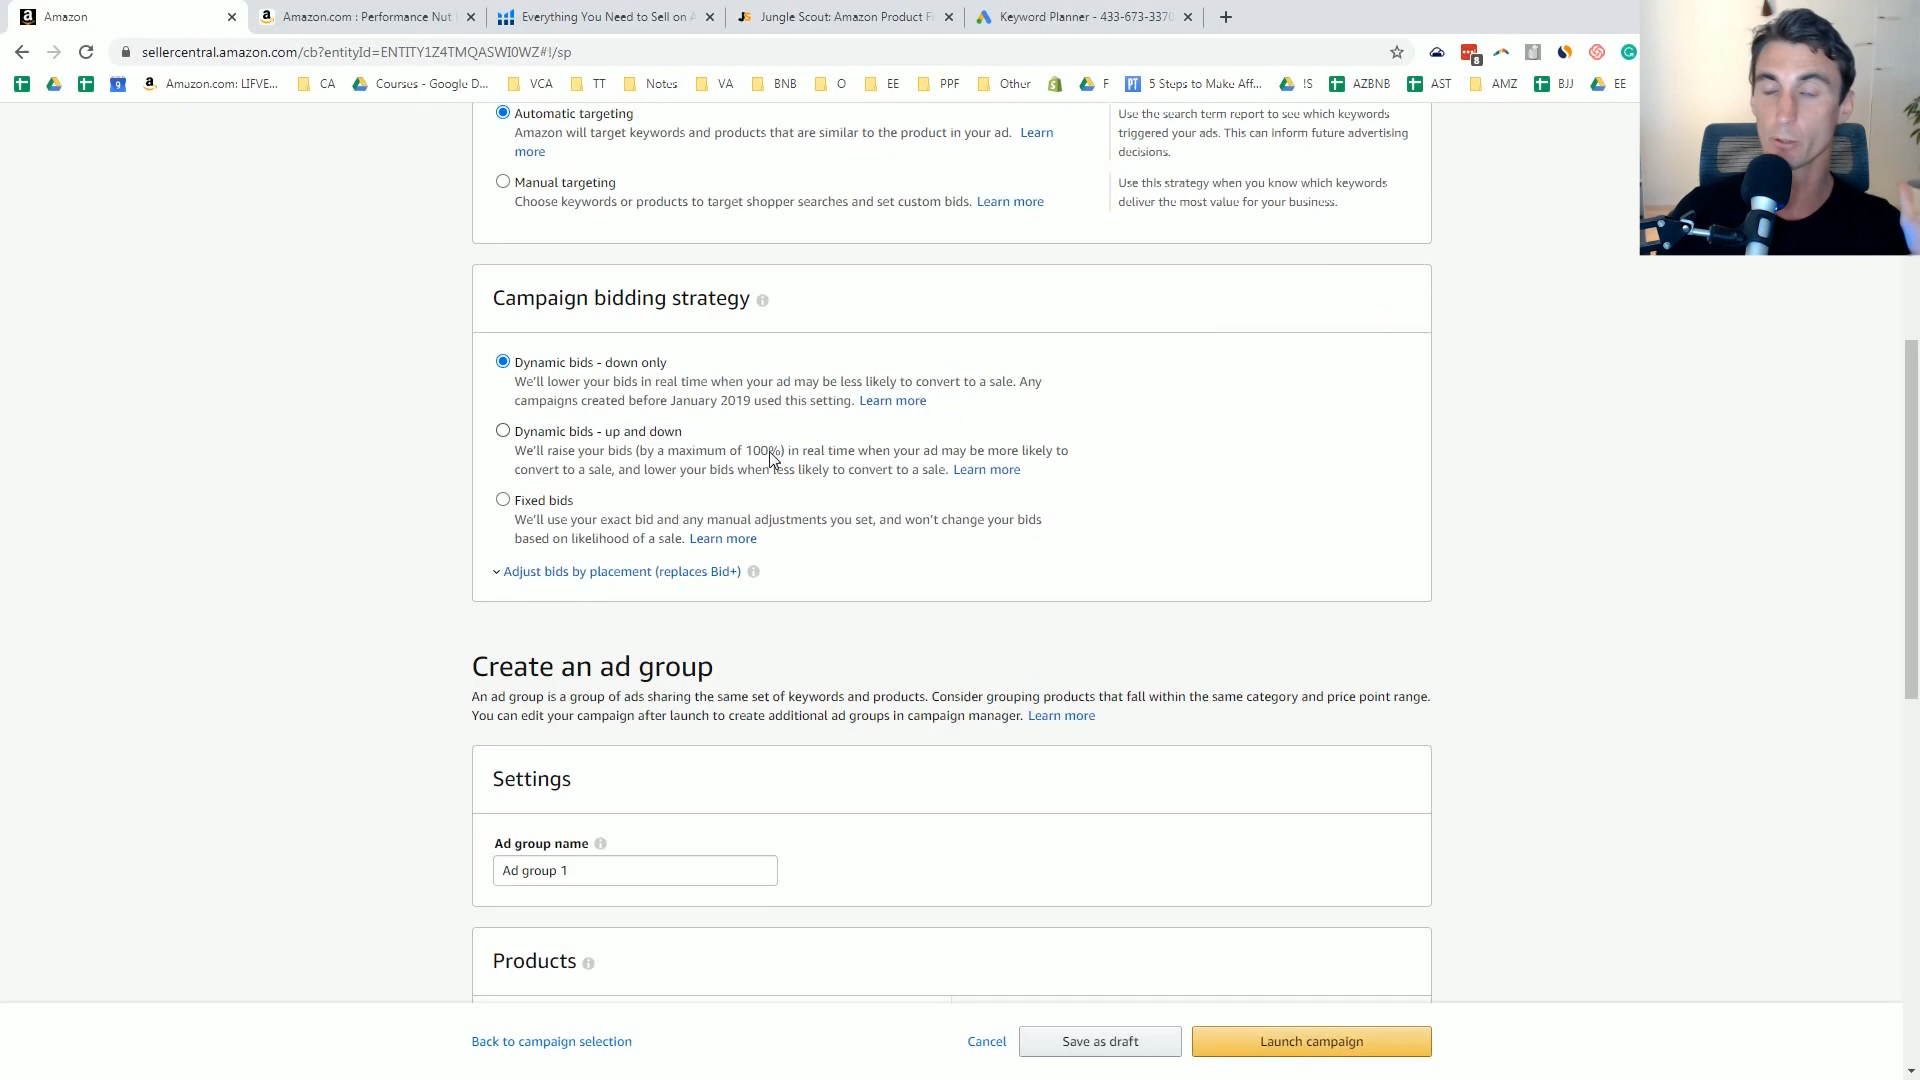 Amazon
Amazon.com : Performance Nut
Everything You Need to Sell on A
Jungle Scout: Amazon Product Fi
Keyword Planner - 433-673-3370
sellercentral.amazon.com/cb?entityId=ENTITY1Z4TMQASWI0WZ#!/sp
8
9
Amazon.com: LIFVE...
CA
Courses - Google D...
VCA
TT
Notes
VA
BNB
O
EE
PPF
Other
F
PT
5 Steps to Make Aff...
!S
AZBNB
AST
AMZ
BJJ
EE
Automatic targeting
Amazon will target keywords and products that are similar to the product in your ad. Learn
more
Use the search term report to see which keywords
triggered your ads. This can inform future advertising
decisions.
Manual targeting
Choose keywords or products to target shopper searches and set custom bids. Learn more
Use this strategy when you know which keywords
deliver the most value for your business.
Campaign bidding strategy
Dynamic bids - down only
We'll lower your bids in real time when your ad may be less likely to convert to a sale. Any
campaigns created before January 2019 used this setting. Learn more
Dynamic bids - up and down
We'll raise your bids (by a maximum of 100%) in real time when your ad may be more likely to
convert to a sale, and lower your bids when less likely to convert to a sale. Learn more
Fixed bids
We'll use your exact bid and any manual adjustments you set, and won't change your bids
based on likelihood of a sale. Learn more
Adjust bids by placement (replaces Bid+)
Create an ad group
An ad group is a group of ads sharing the same set of keywords and products. Consider grouping products that fall within the same category and price point range.
You can edit your campaign after launch to create additional ad groups in campaign manager. Learn more
Settings
Ad group name
Ad group 1
Products
Back to campaign selection
Cancel
Save as draft
Launch campaign